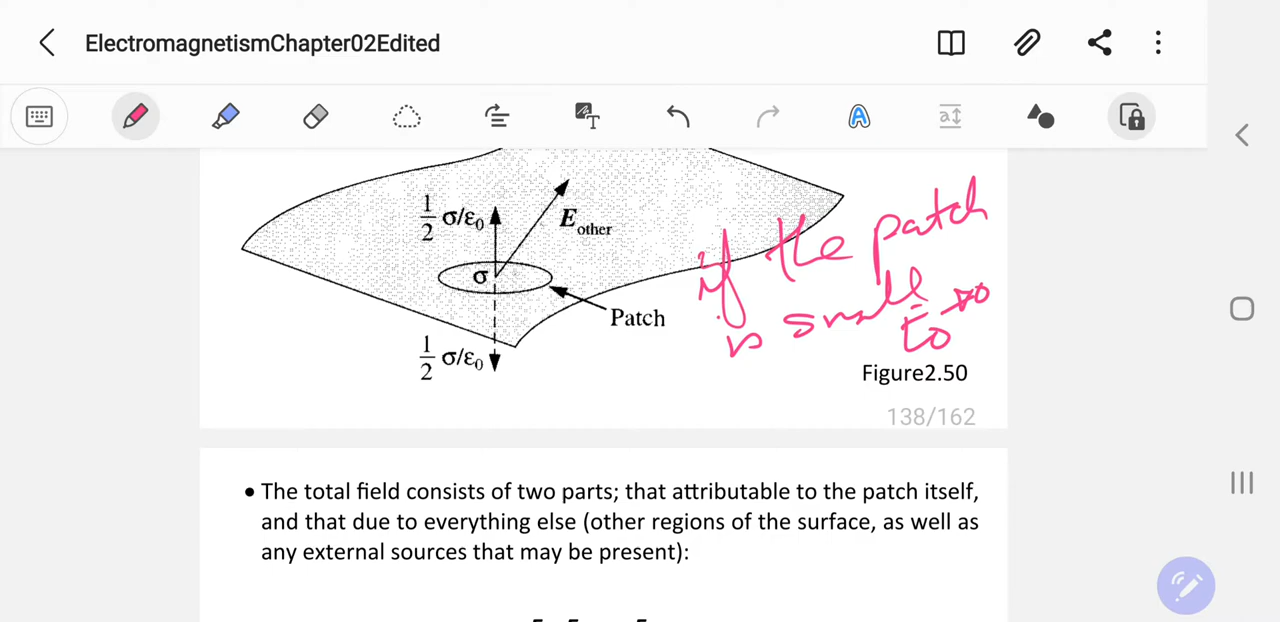 ElectromagnetismChapter02Edited
T
A
a
1/2 σ/ε₀
E other
σ
Patch
1/2 σ/ε₀
if the patch
is small
to
Figure2.50
138/162
• The total field consists of two parts; that attributable to the patch itself,
and that due to everything else (other regions of the surface, as well as
any external sources that may be present):